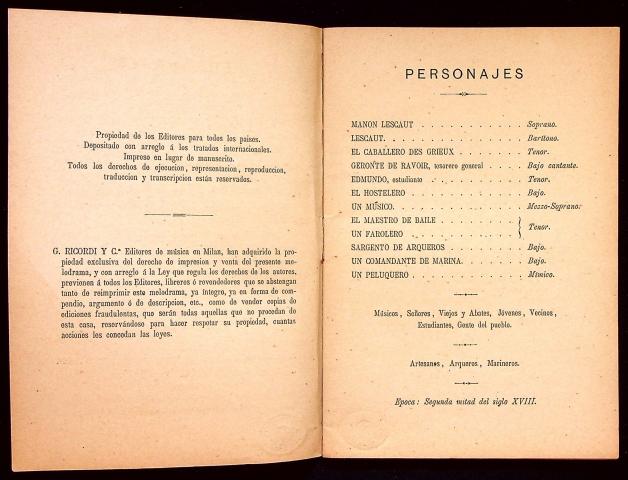 Propiedad de los Editores para todos los paises.
Depositado con arreglo á los tratados internacionales.
Impreso en lugar de manuscrito.
Todos los derechos de ejecucion, representacion, reproduccion,
traduccion y transcripcion están reservados.
G. RICORDI Y C.ª Editores de música en Milan, han adquirido la pro-
piedad exclusiva del derecho de impresion y venta del presente me-
lodrama, y con arreglo á la Ley que regula los derechos de los autores,
previenen á todos los Editores, libreros ó revendedores que se abstengan
tanto de reimprimir este melodrama, ya íntegro, ya en forma de com-
pendio, argumento ó de descripcion, etc., como de vender copias de
ediciones fraudulentas, que serán todas aquellas que no procedan de
esta casa, reservándose para hacer respetar su propiedad, cuantas
acciones les concedan las leyes.
PERSONAJES
MANON LESCAUT . . . . . . . . . . . Soprano.
LESCAUT. . . . . . . . . . . . . . Barítono.
EL CABALLERO DES GRIEUX . . . . . . . Tenor.
GERONTE DE RAVOIR, tesorero general . . . . Bajo cantante.
EDMUNDO, estudiante . . . . . . . . . . Tenor.
EL HOSTELERO . . . . . . . . . . . . Bajo.
UN MÚSICO. . . . . . . . . . . . . Mezzo-Soprano.
EL MAESTRO DE BAILE . . . . . . . . .
UN FAROLERO . . . . . . . . . . . . } Tenor.
SARGENTO DE ARQUEROS . . . . . . . . Bajo.
UN COMANDANTE DE MARINA. . . . . . . Bajo.
UN PELUQUERO . . . . . . . . . . . . Mímico.
Músicos, Señores, Viejos y Abates, Jóvenes, Vecinos,
Estudiantes, Gente del pueblo.
Artesanos, Arqueros, Marineros.
Epoca: Segunda mitad del siglo XVIII.